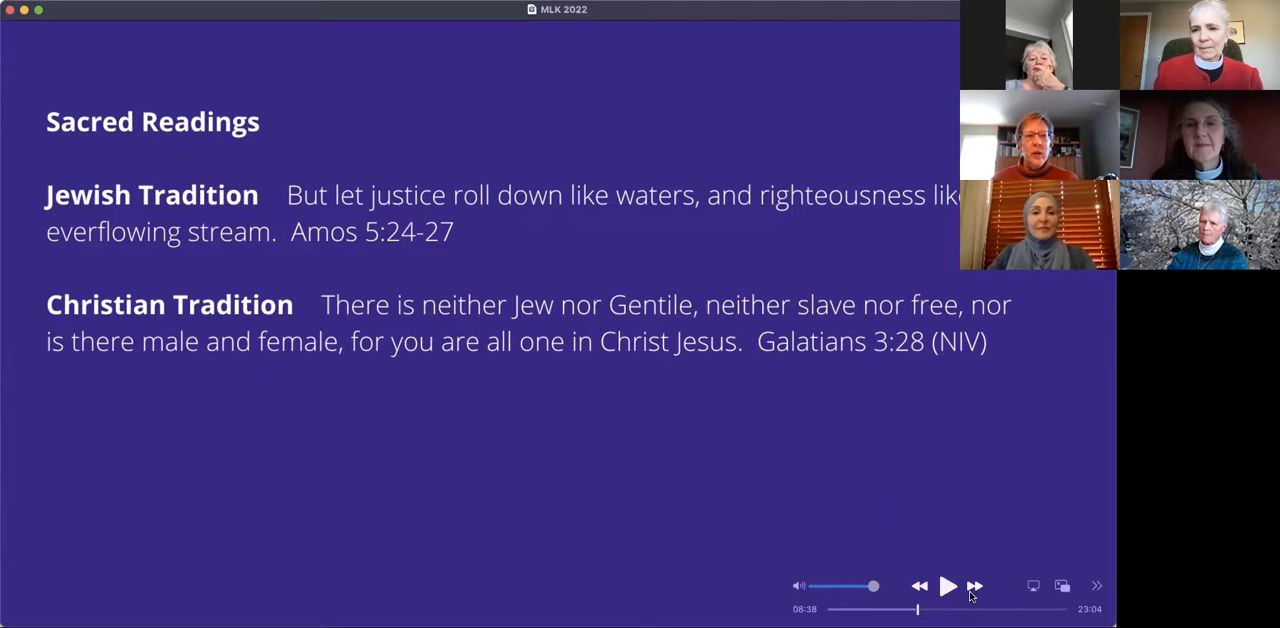 MLK 2022
Sacred Readings
Jewish Tradition But let justice roll down like waters, and righteousness
everflowing stream. Amos 5:24-27
Christian Tradition There is neither Jew nor Gentile, neither slave nor free, nor
is there male and female, for you are all one in Christ Jesus. Galatians 3:28 (NIV)
08:38
23:04